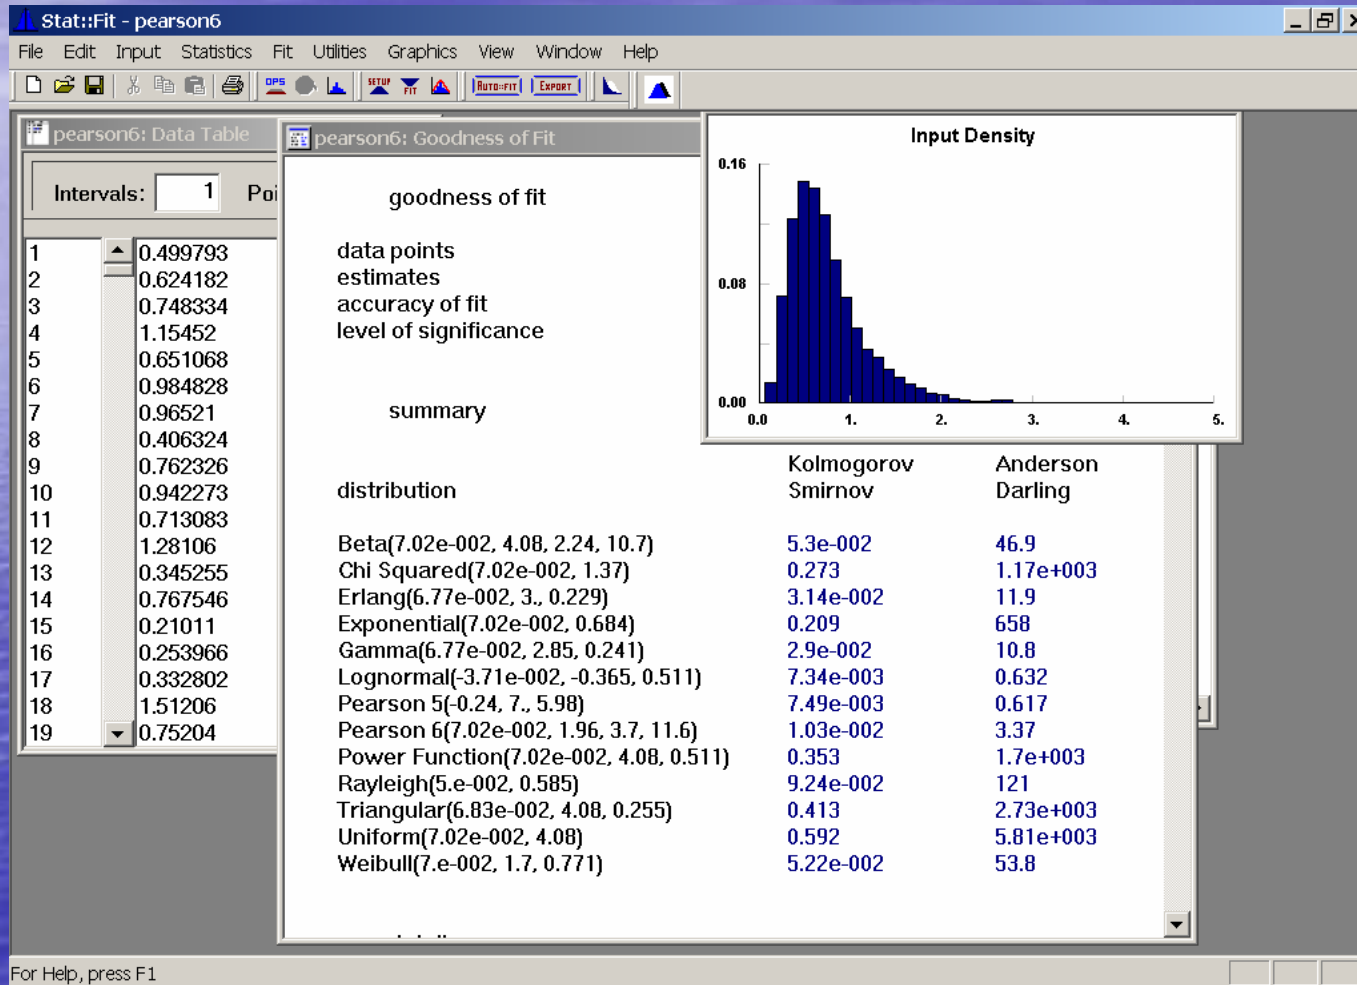 Stat::Fit - pearson6
File Edit Input Statistics Fit Utilities Graphics View Window Help
OPS SETUP FIT AUTO::FIT EXPORT
pearson6: Data Table
Intervals: 1
1 0.499793
2 0.624182
3 0.748334
4 1.15452
5 0.651068
6 0.984828
7 0.96521
8 0.406324
9 0.762326
10 0.942273
11 0.713083
12 1.28106
13 0.345255
14 0.767546
15 0.21011
16 0.253966
17 0.332802
18 1.51206
19 0.75204
pearson6: Goodness of Fit
goodness of fit
data points
estimates
accuracy of fit
level of significance
summary
Kolmogorov Anderson
distribution Smirnov Darling
Beta(7.02e-002, 4.08, 2.24, 10.7) 5.3e-002 46.9
Chi Squared(7.02e-002, 1.37) 0.273 1.17e+003
Erlang(6.77e-002, 3., 0.229) 3.14e-002 11.9
Exponential(7.02e-002, 0.684) 0.209 658
Gamma(6.77e-002, 2.85, 0.241) 2.9e-002 10.8
Lognormal(-3.71e-002, -0.365, 0.511) 7.34e-003 0.632
Pearson 5(-0.24, 7., 5.98) 7.49e-003 0.617
Pearson 6(7.02e-002, 1.96, 3.7, 11.6) 1.03e-002 3.37
Power Function(7.02e-002, 4.08, 0.511) 0.353 1.7e+003
Rayleigh(5.e-002, 0.585) 9.24e-002 121
Triangular(6.83e-002, 4.08, 0.255) 0.413 2.73e+003
Uniform(7.02e-002, 4.08) 0.592 5.81e+003
Weibull(7.e-002, 1.7, 0.771) 5.22e-002 53.8
Input Density
0.16
0.08
0.00
0.0 1. 2. 3. 4. 5.
For Help, press F1